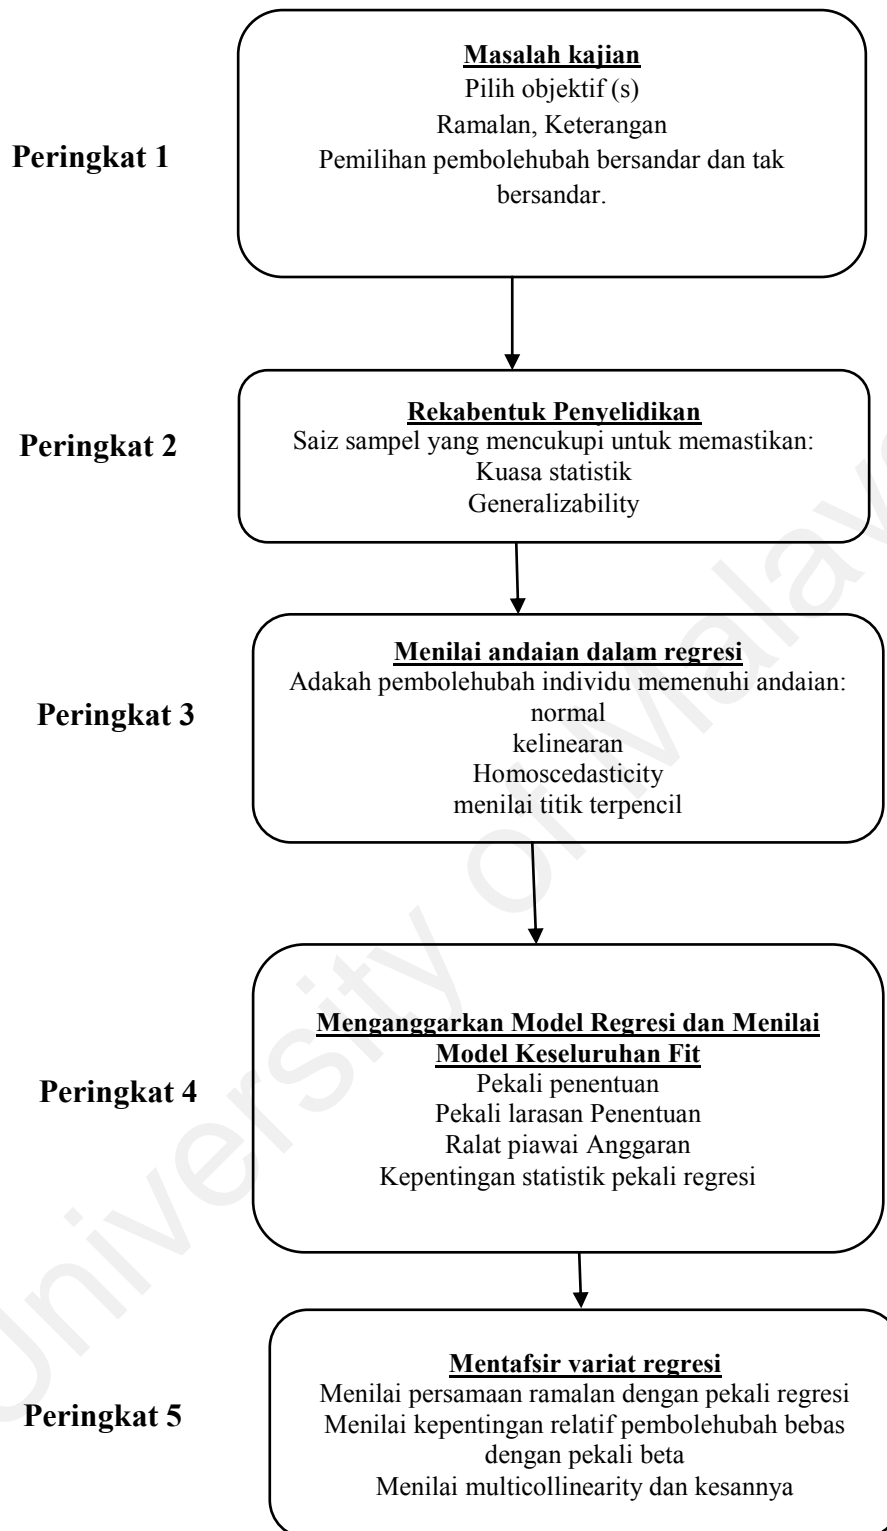 Peringkat 1
Masalah kajian
Pilih objektif (s)
Ramalan, Keterangan
Pemilihan pembolehubah bersandar dan tak
bersandar.
Peringkat 2
Rekabentuk Penyelidikan
Saiz sampel yang mencukupi untuk memastikan:
Kuasa statistik
Generalizability
Peringkat 3
Menilai andaian dalam regresi
Adakah pembolehubah individu memenuhi andaian:
normal
kelinearan
Homoscedasticity
menilai titik terpencil
Peringkat 4
Menganggarkan Model Regresi dan Menilai
Model Keseluruhan Fit
Pekali penentuan
Pekali larasan Penentuan
Ralat piawai Anggaran
Kepentingan statistik pekali regresi
Peringkat 5
Mentafsir variat regresi
Menilai persamaan ramalan dengan pekali regresi
Menilai kepentingan relatif pembolehubah bebas
dengan pekali beta
Menilai multicollinearity dan kesannya
University of Malaya